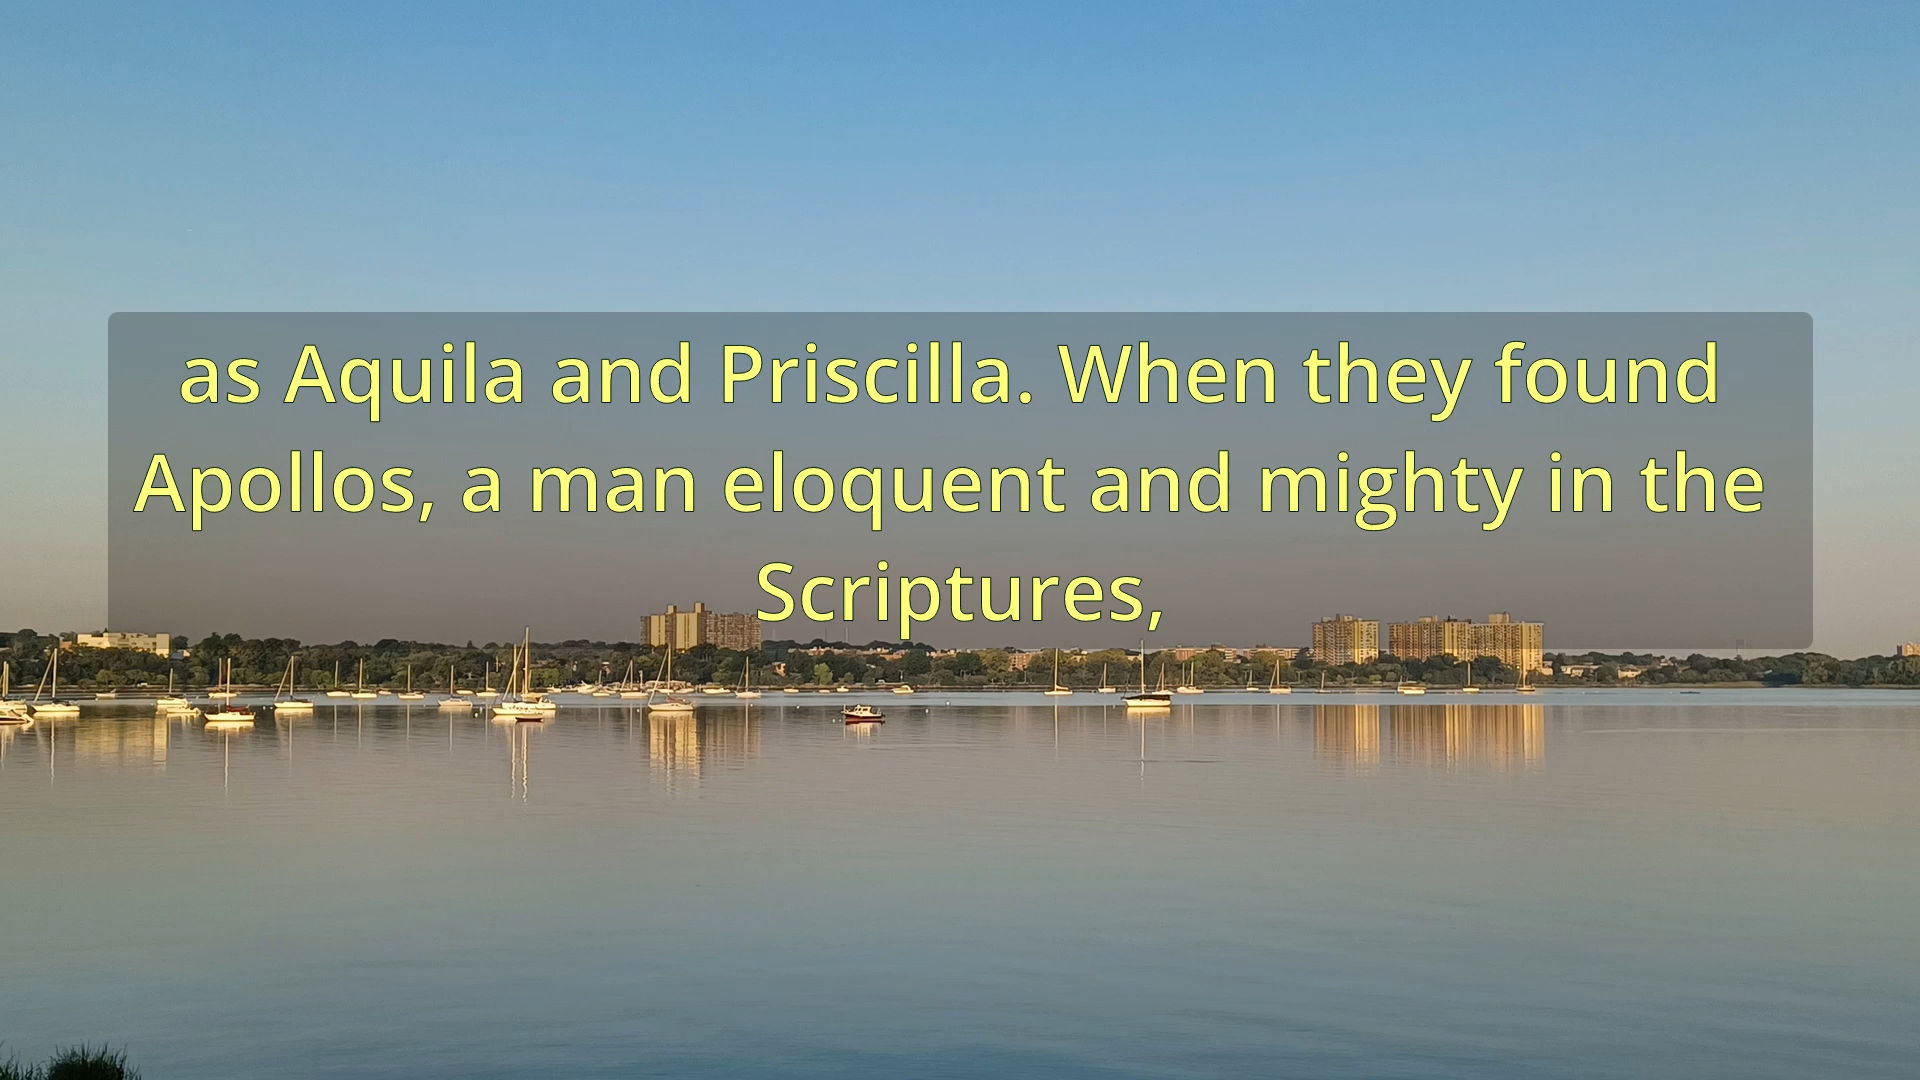 as Aquila and Priscilla. When they found
Apollos, a man eloquent and mighty in the
Scriptures,